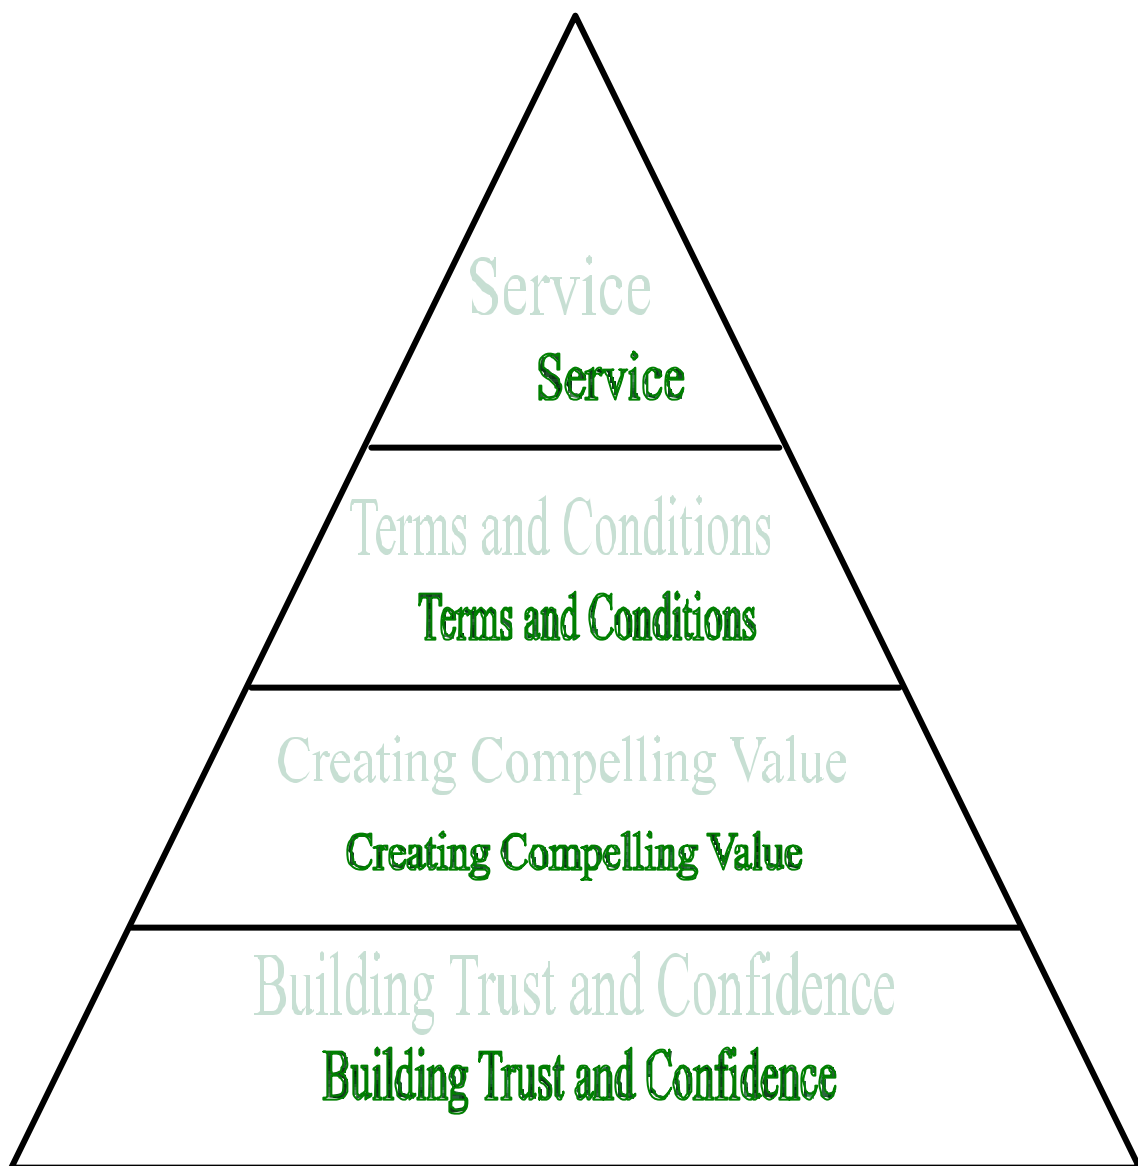 Service
Service
Terms and Conditions
Terms and Conditions
Creating Compelling Value
Creating Compelling Value
Building Trust and Confidence
Building Trust and Confidence